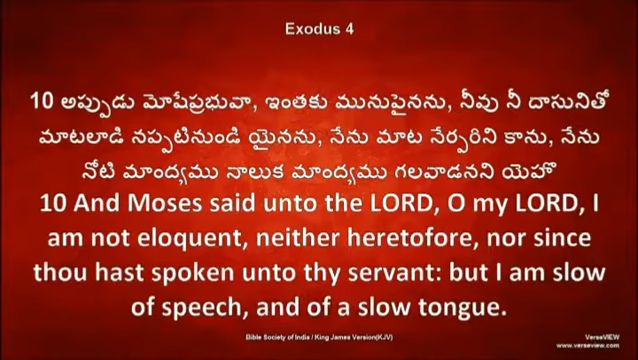 Exodus 4
10 అప్పుడు మోషేప్రభువా, ఇంతకు మునుపైనను, నీవు నీ దాసునితో
మాటలాడి నప్పటినుండి యైనను, నేను మాట నేర్పరిని కాను, నేను
నోటి మాంద్యము నాలుక మాంద్యము గలవాడనని యెహో
10 And Moses said unto the LORD, O my LORD, I
am not eloquent, neither heretofore, nor since
thou hast spoken unto thy servant: but I am slow
of speech, and of a slow tongue.
Bible Society of India / King James Version(KJV)
VerseVIEW
www.verseview.com